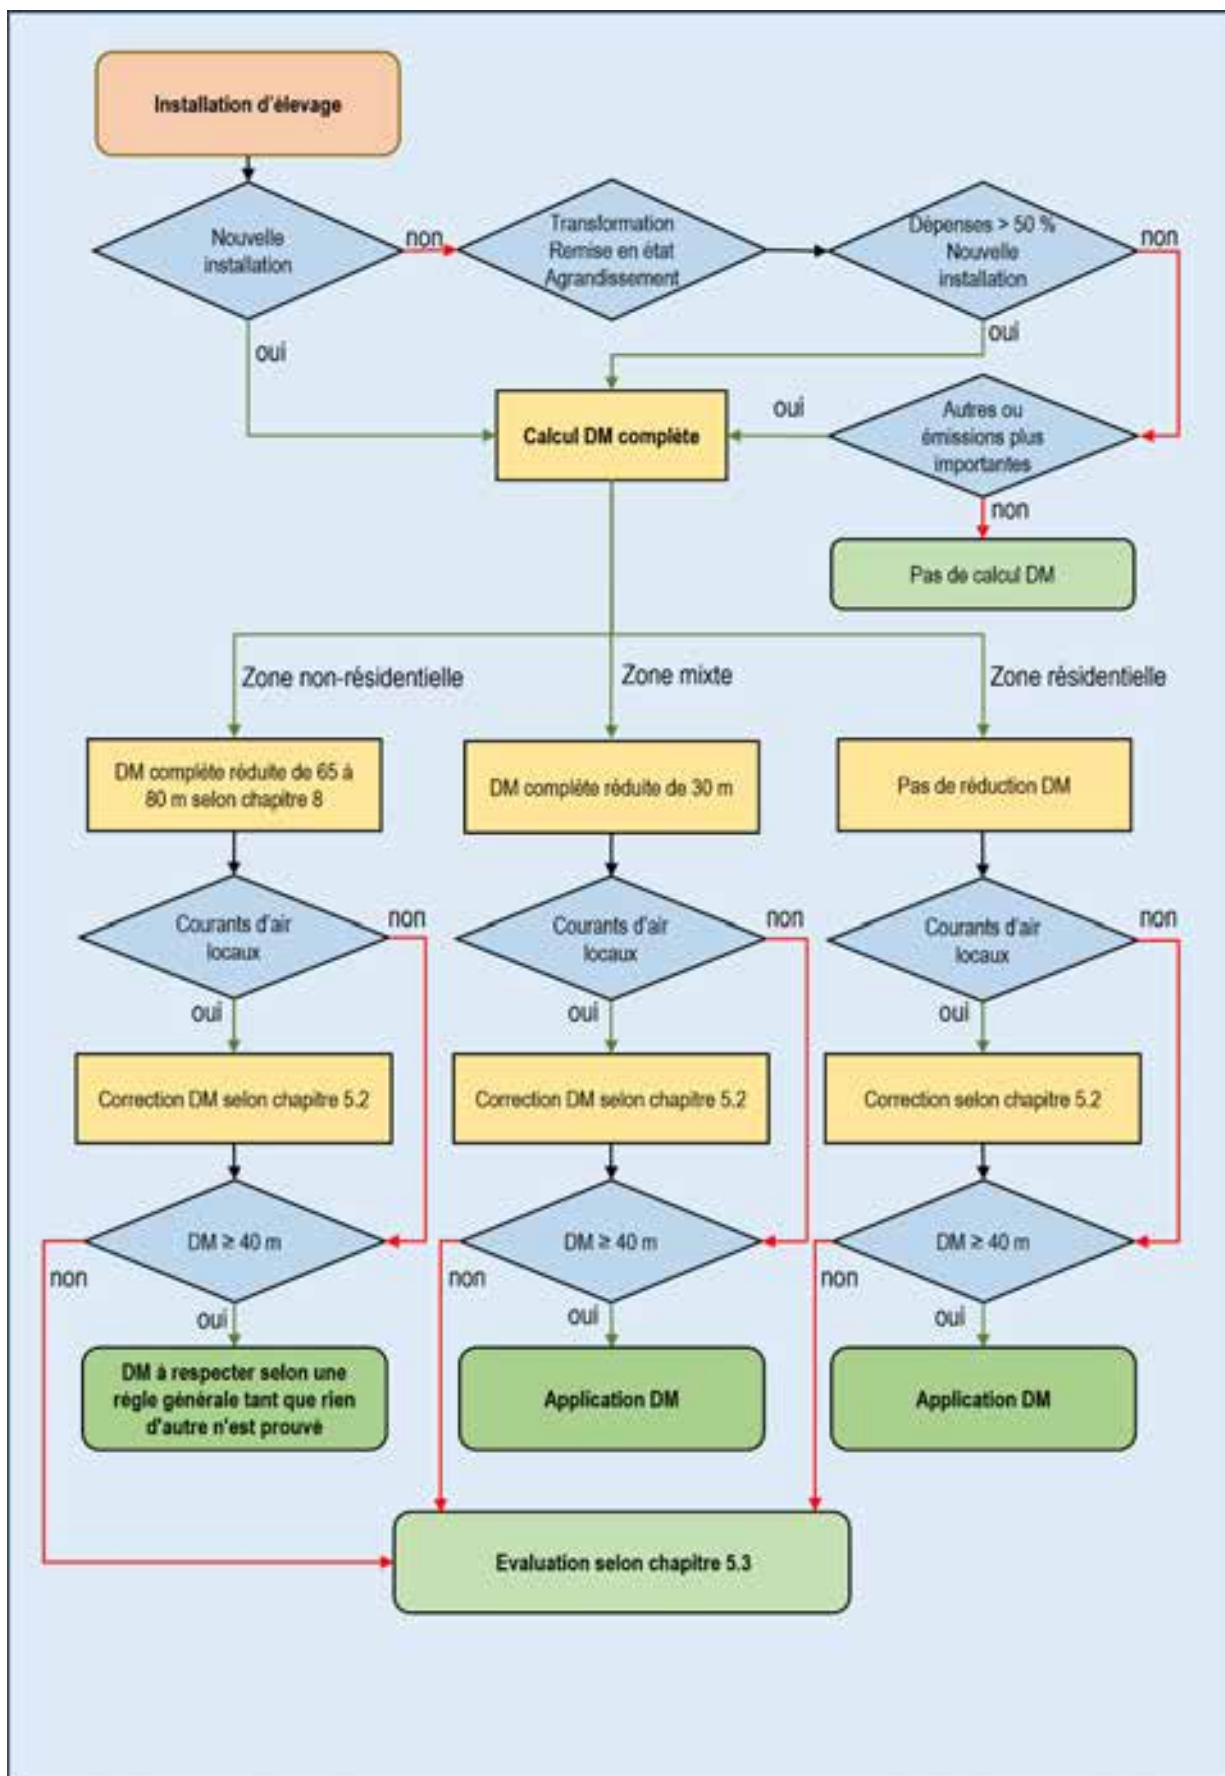 Installation d'élevage
Nouvelle
installation
non
Transformation
Remise en état
Agrandissement
Dépenses > 50 %
Nouvelle
installation
non
oui
oui
Calcul DM complète
oui
Autres ou
émissions plus
importantes
non
Pas de calcul DM
Zone non-résidentielle
Zone mixte
Zone résidentielle
DM complète réduite de 65 à
80 m selon chapitre 8
DM complète réduite de 30 m
Pas de réduction DM
Courants d'air
locaux
non
Courants d'air
locaux
non
Courants d'air
locaux
non
oui
oui
oui
Correction DM selon chapitre 5.2
Correction DM selon chapitre 5.2
Correction selon chapitre 5.2
DM ≥ 40 m
DM ≥ 40 m
DM ≥ 40 m
non
non
non
oui
oui
oui
DM à respecter selon une
règle générale tant que rien
d'autre n'est prouvé
Application DM
Application DM
Evaluation selon chapitre 5.3